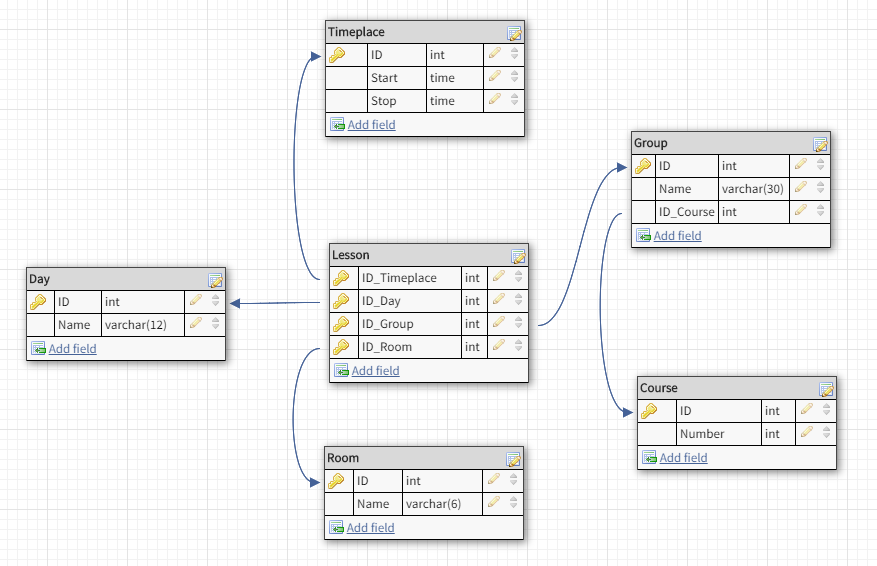 Timeplace
ID int
Start time
Stop time
Add field
Group
ID int
Name varchar(30)
ID_Course int
Add field
Lesson
ID_Timeplace int
ID_Day int
ID_Group int
ID_Room int
Add field
Day
ID int
Name varchar(12)
Add field
Course
ID int
Number int
Add field
Room
ID int
Name varchar(6)
Add field